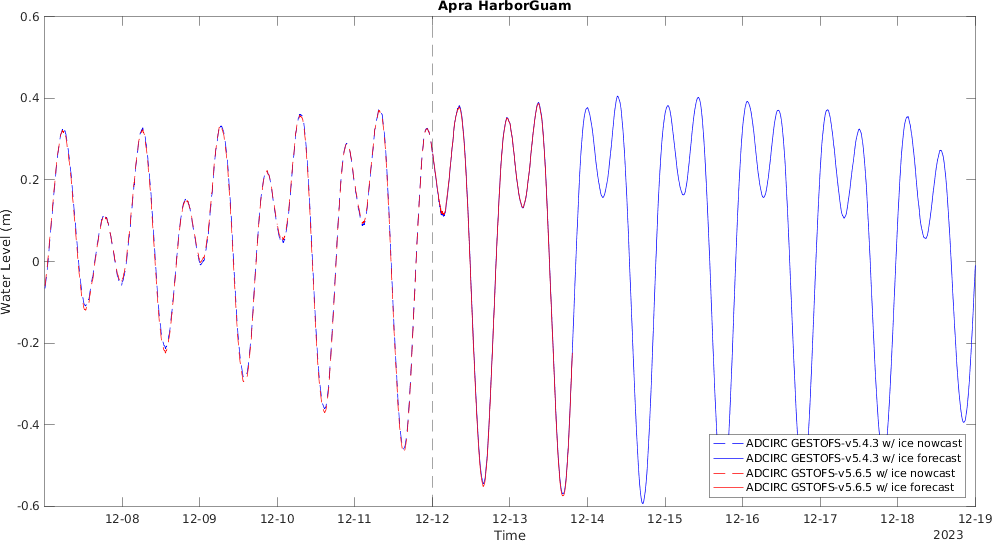 Apra HarborGuam
0.6
0.4
0.2
0
-0.2
-0.4
-0.6
Water Level (m)
12-08
12-09
12-10
12-11
12-12
12-13
12-14
12-15
12-16
12-17
12-18
12-19
Time
2023
ADCIRC GESTOFS-v5.4.3 w/ ice nowcast
ADCIRC GESTOFS-v5.4.3 w/ ice forecast
ADCIRC GSTOFS-v5.6.5 w/ ice nowcast
ADCIRC GSTOFS-v5.6.5 w/ ice forecast